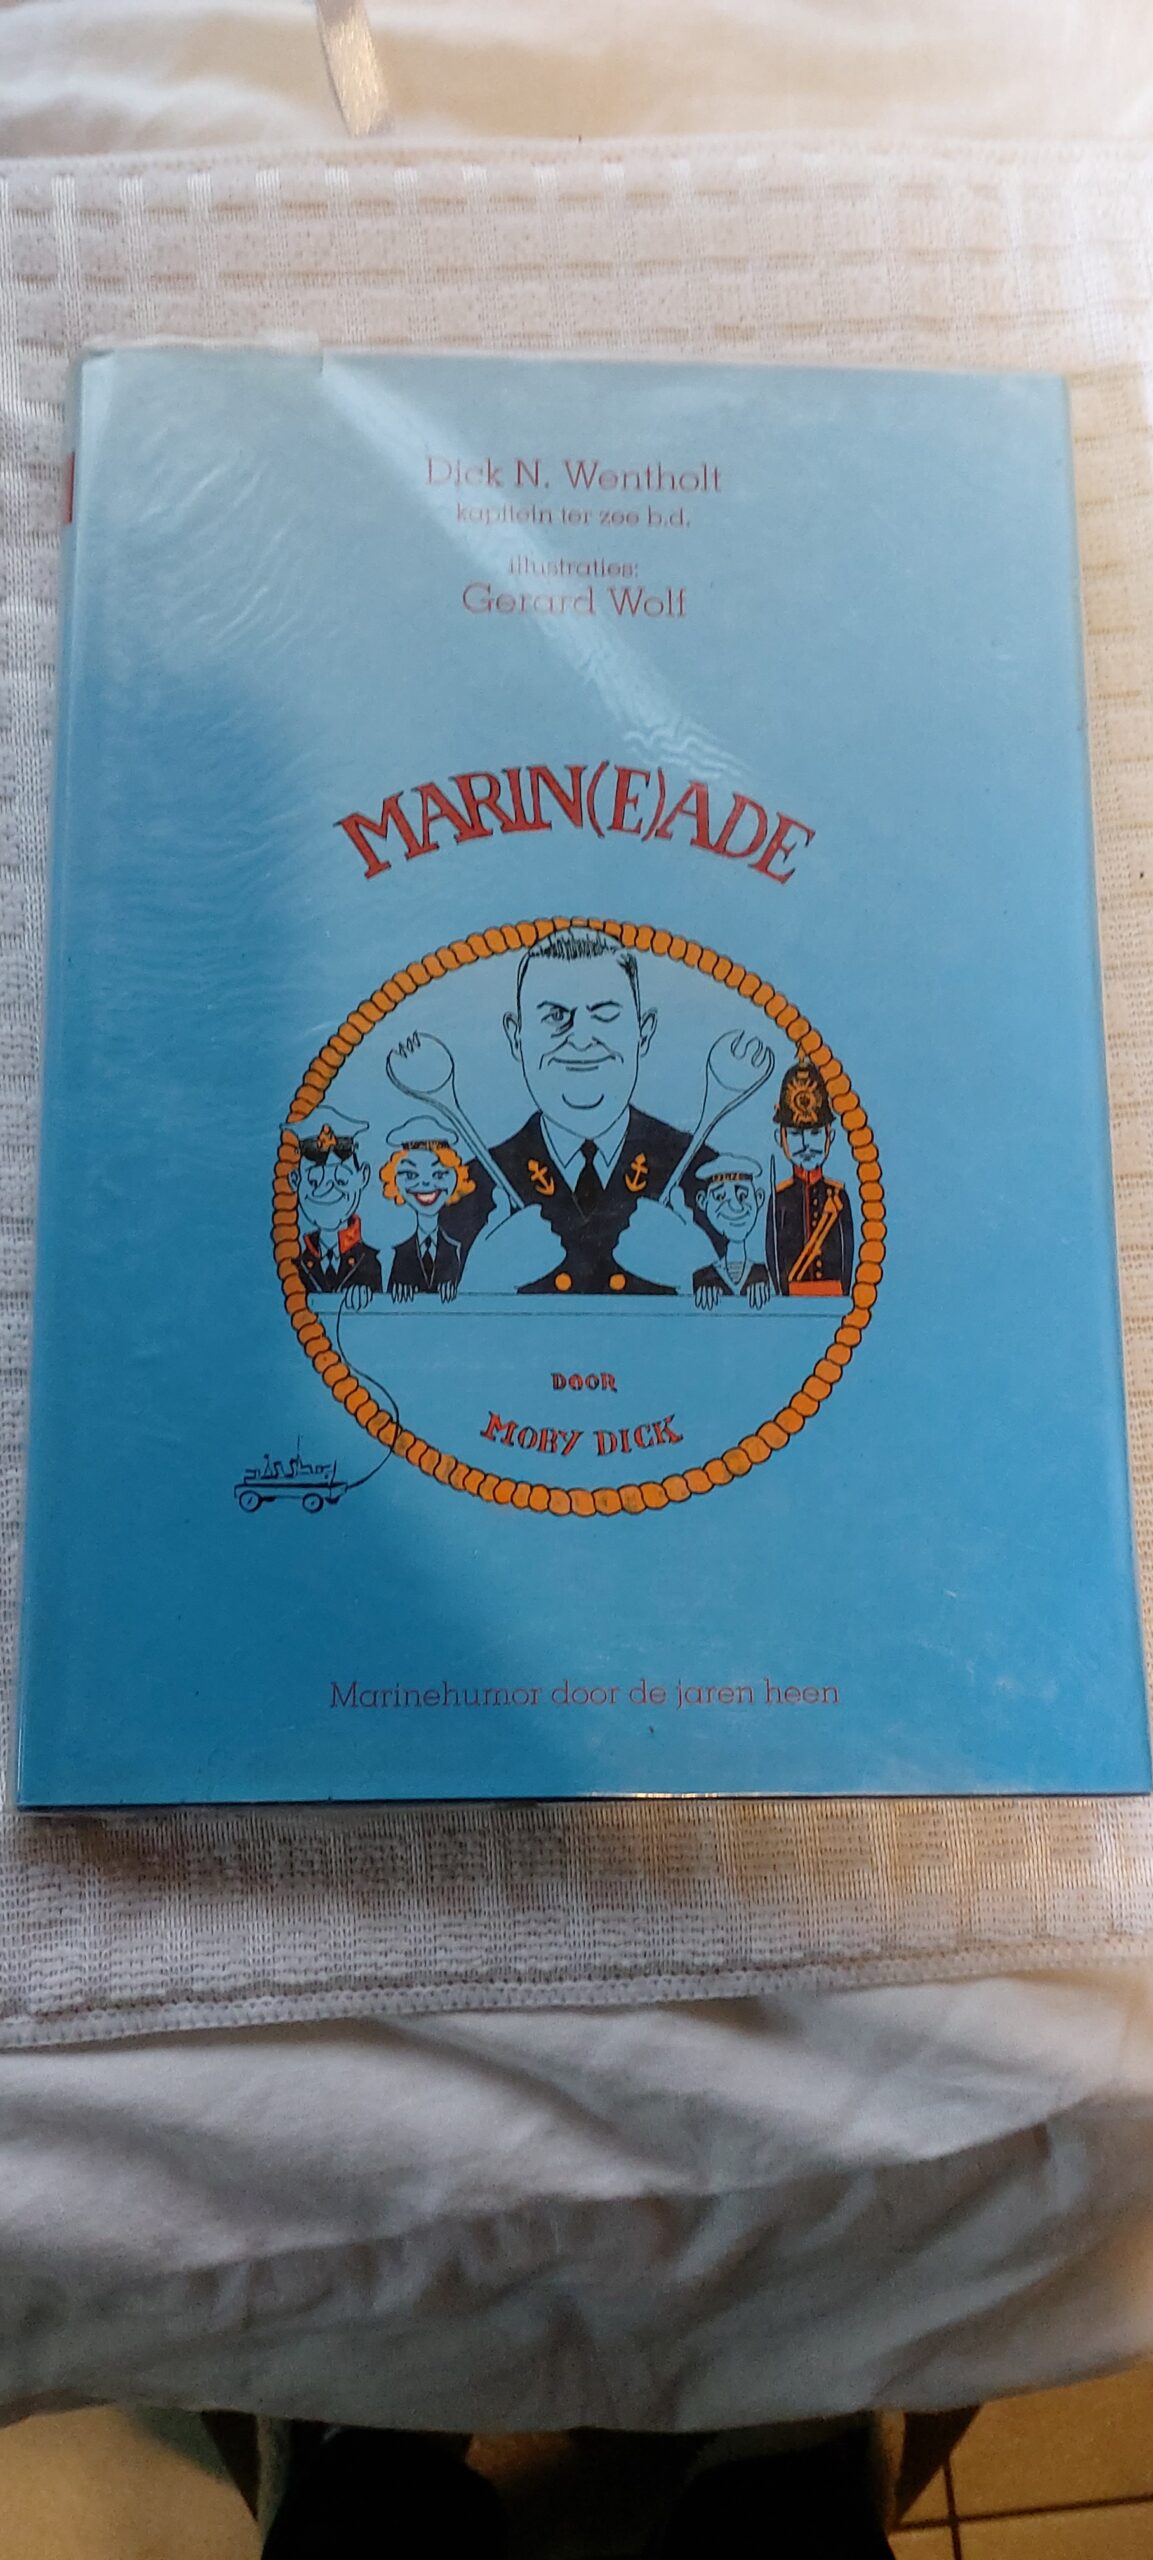 Dick N. Wentholt
kapitein ter zee b.d.
illustraties:
Gerard Wolf
MARIN(E)ADE
DOOR
MOBY DICK
Marinehumor door de jaren heen